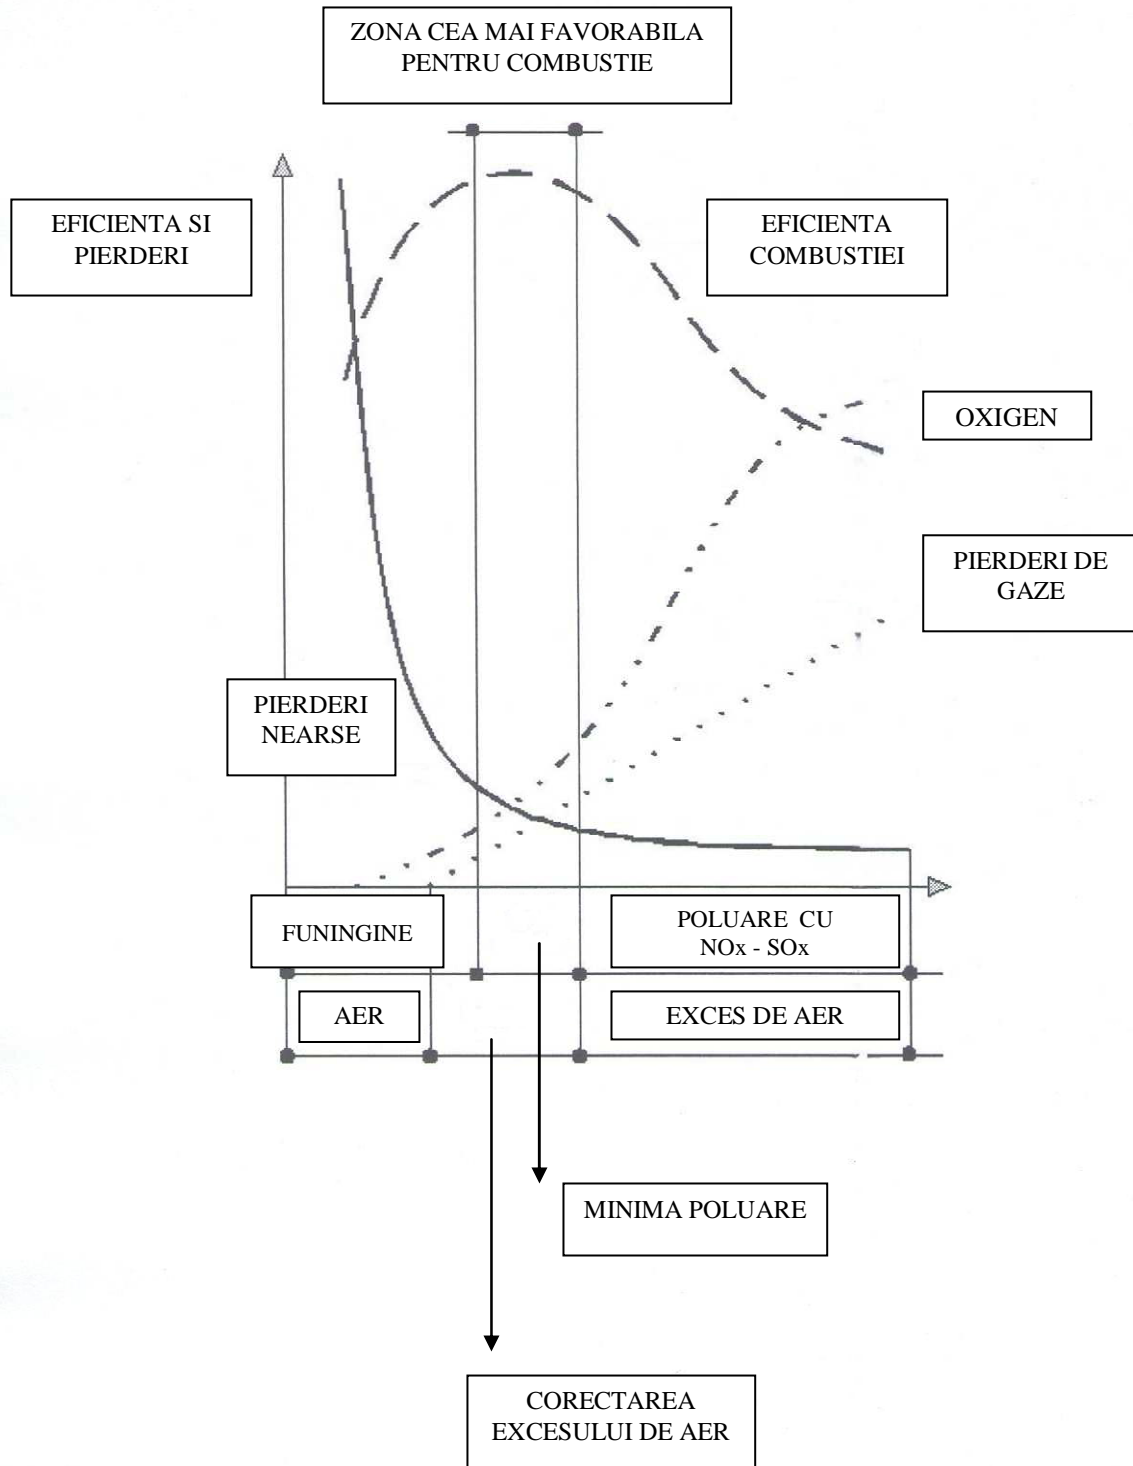 ZONA CEA MAI FAVORABILA
PENTRU COMBUSTIE
EFICIENTA SI
PIERDERI
EFICIENTA
COMBUSTIEI
OXIGEN
PIERDERI DE
GAZE
PIERDERI
NEARSE
FUNINGINE
POLUARE CU
NOx - SOx
AER
EXCES DE AER
MINIMA POLUARE
CORECTAREA
EXCESULUI DE AER